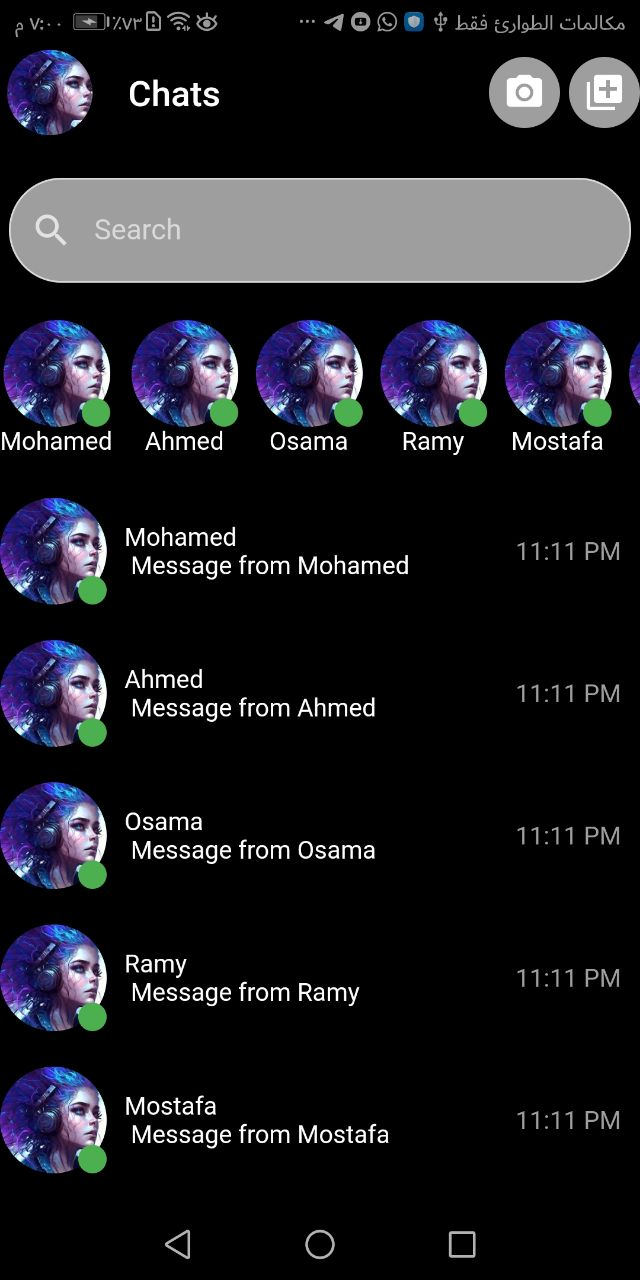 ٧:٠٠ م ٪٧٣ مكالمات الطوارئ فقط
Chats
Search
Mohamed Ahmed Osama Ramy Mostafa
Mohamed
Message from Mohamed
11:11 PM
Ahmed
Message from Ahmed
11:11 PM
Osama
Message from Osama
11:11 PM
Ramy
Message from Ramy
11:11 PM
Mostafa
Message from Mostafa
11:11 PM